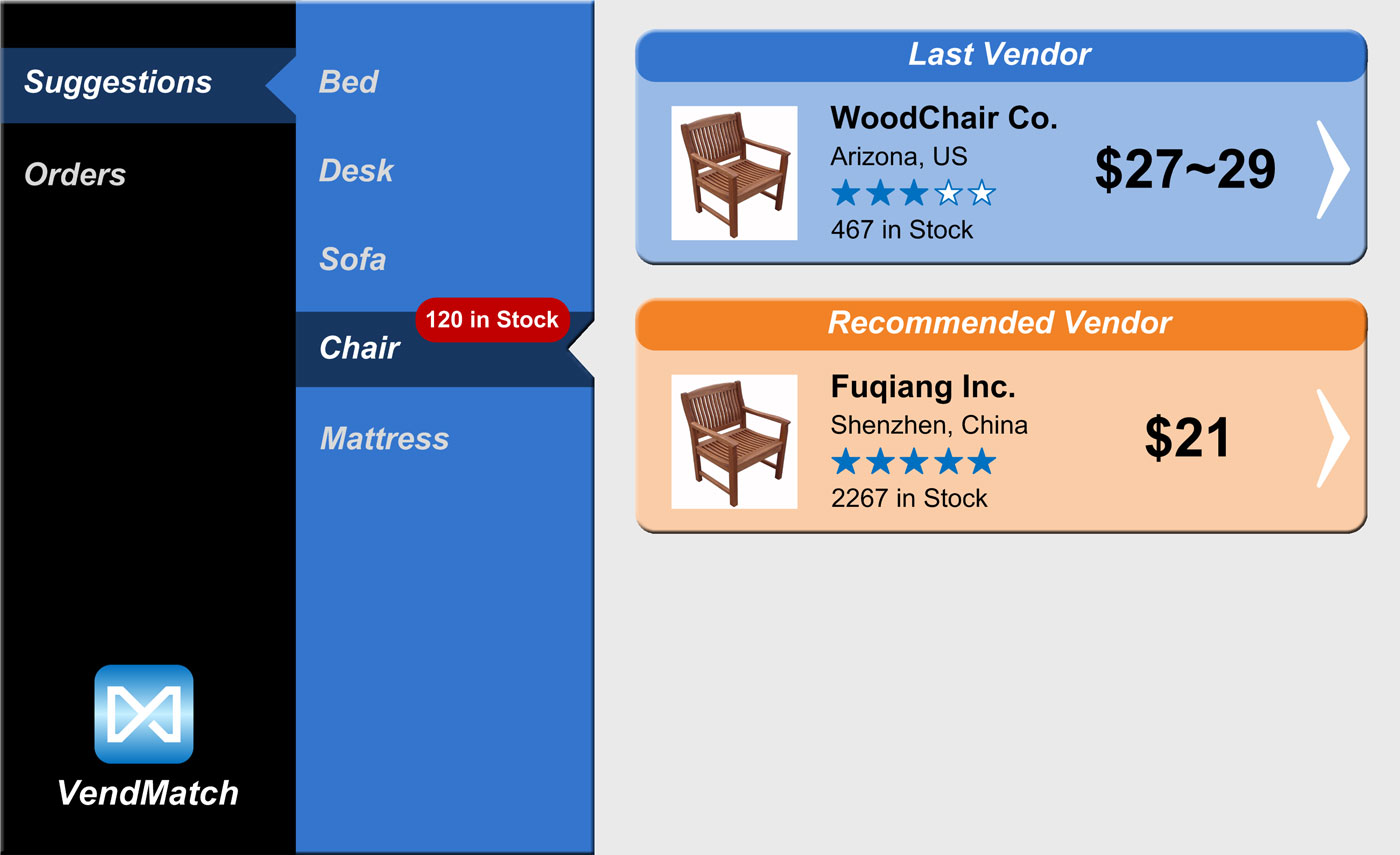 Suggestions
Orders
VendMatch
Bed
Desk
Sofa
120 in Stock
Chair
Mattress
Last Vendor
WoodChair Co.
Arizona, US
467 in Stock
$27~29
Recommended Vendor
Fuqiang Inc.
Shenzhen, China
2267 in Stock
$21